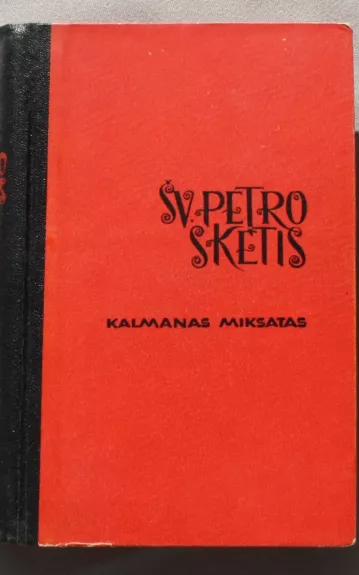 ŠV. PETRO
SKĖTIS
KALMANAS MIKSATAS